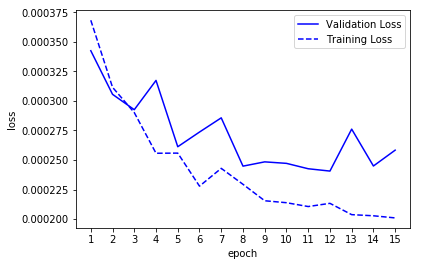 0.000375
0.000350
0.000325
0.000300
0.000275
0.000250
0.000225
0.000200
loss
Validation Loss
Training Loss
1 2 3 4 5 6 7 8 9 10 11 12 13 14 15
epoch